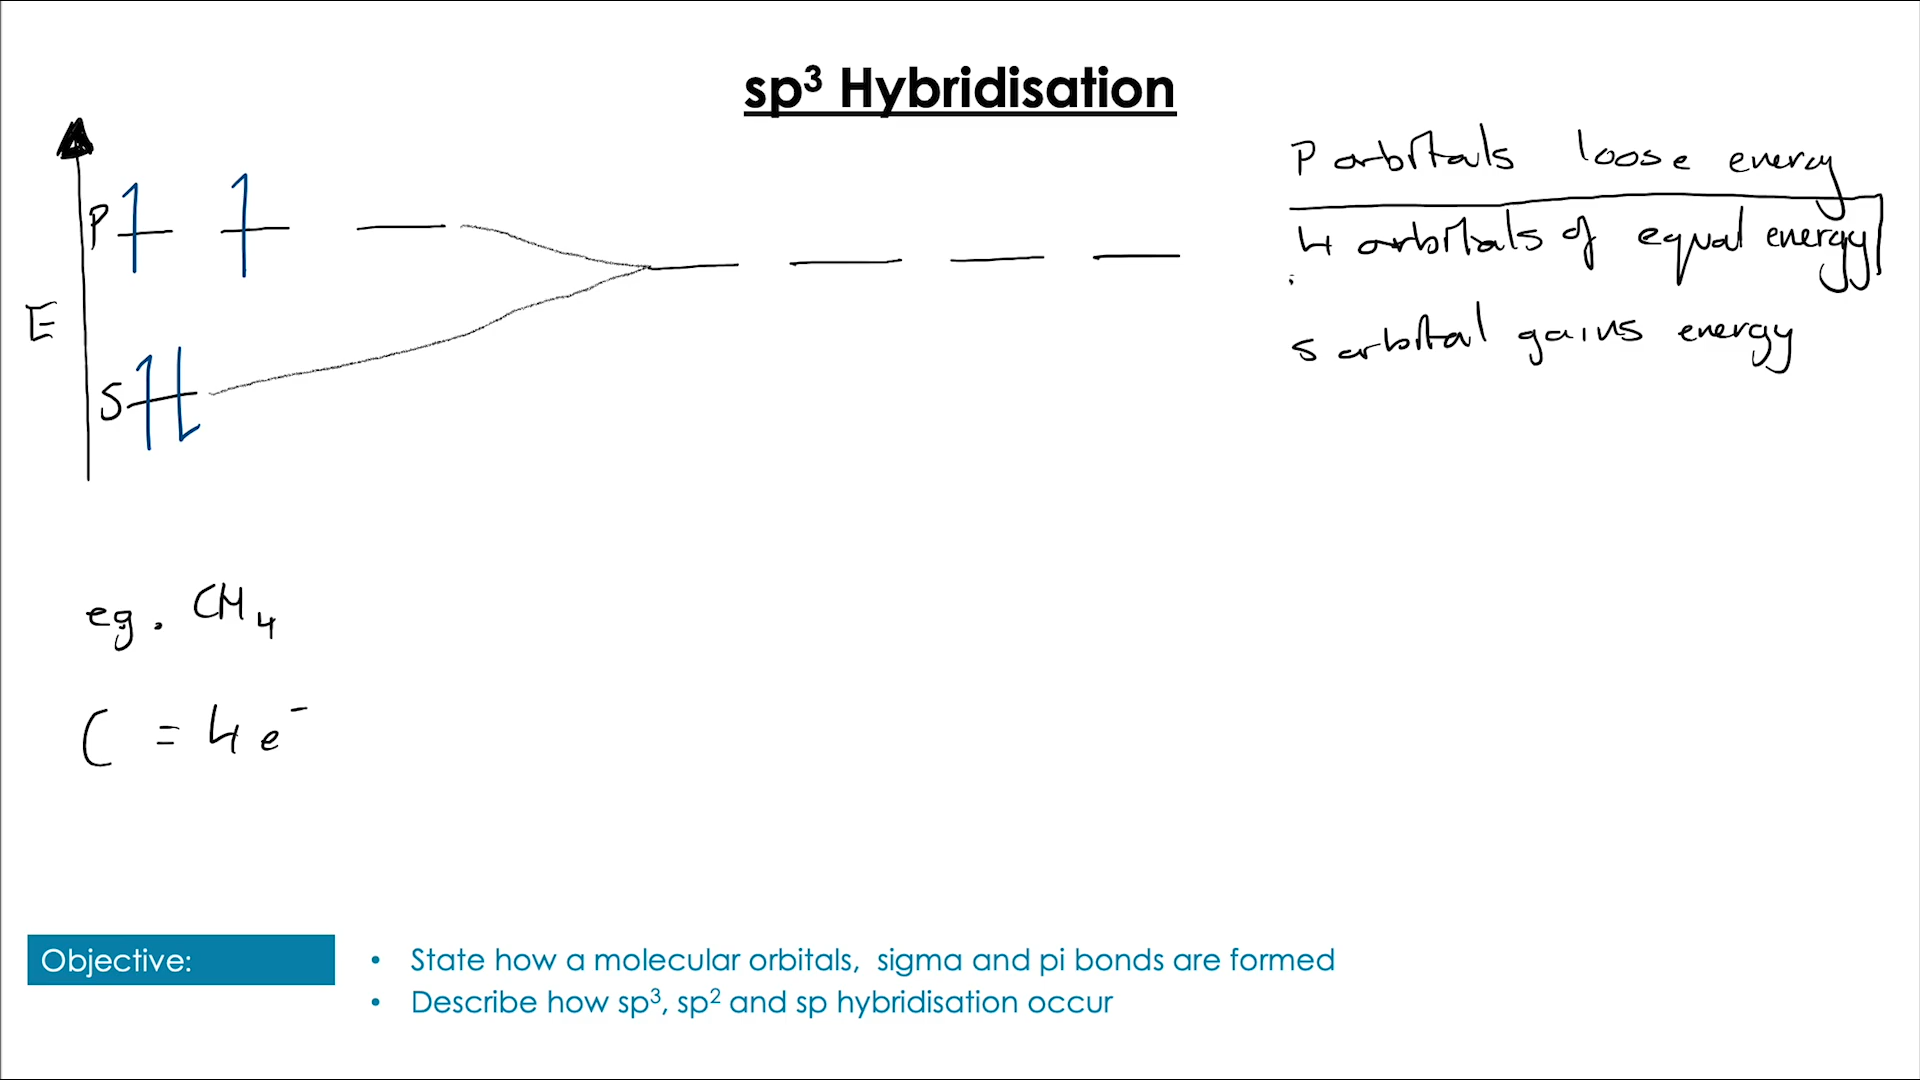 sp³ Hybridisation
P orbitals loose energy
4 orbitals of equal energy
s orbital gains energy
P
E
S
eg. CH₄
C = 4 e⁻
Objective:
• State how a molecular orbitals, sigma and pi bonds are formed
• Describe how sp³, sp² and sp hybridisation occur